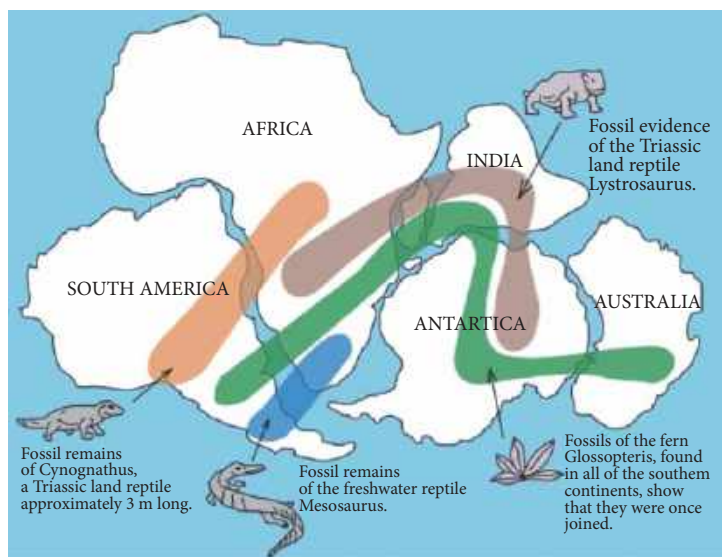 AFRICA
INDIA
Fossil evidence
of the Triassic
land reptile
Lystrosaurus.
SOUTH AMERICA
ANTARTICA
AUSTRALIA
Fossil remains
of Cynognathus,
a Triassic land reptile
approximately 3 m long.
Fossil remains
of the freshwater reptile
Mesosaurus.
Fossils of the fern
Glossopteris, found
in all of the southem
continents, show
that they were once
joined.